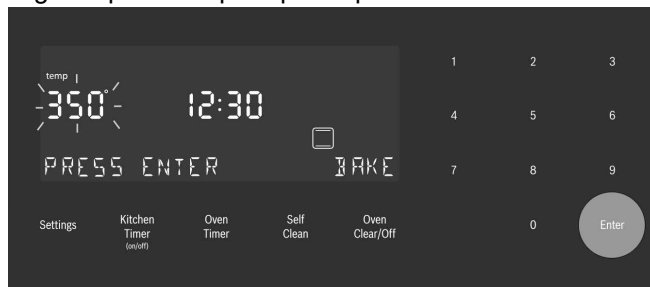 temp
350° 12:30
PRESS ENTER BAKE
1 2 3
4 5 6
7 8 9
0 Enter
Settings
Kitchen Timer (on/off)
Oven Timer
Self Clean
Oven Clear/Off